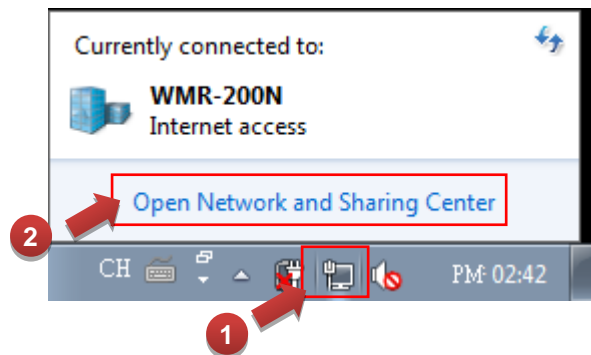 Currently connected to:
WMR-200N
Internet access
Open Network and Sharing Center
2
CH
PM 02:42
1